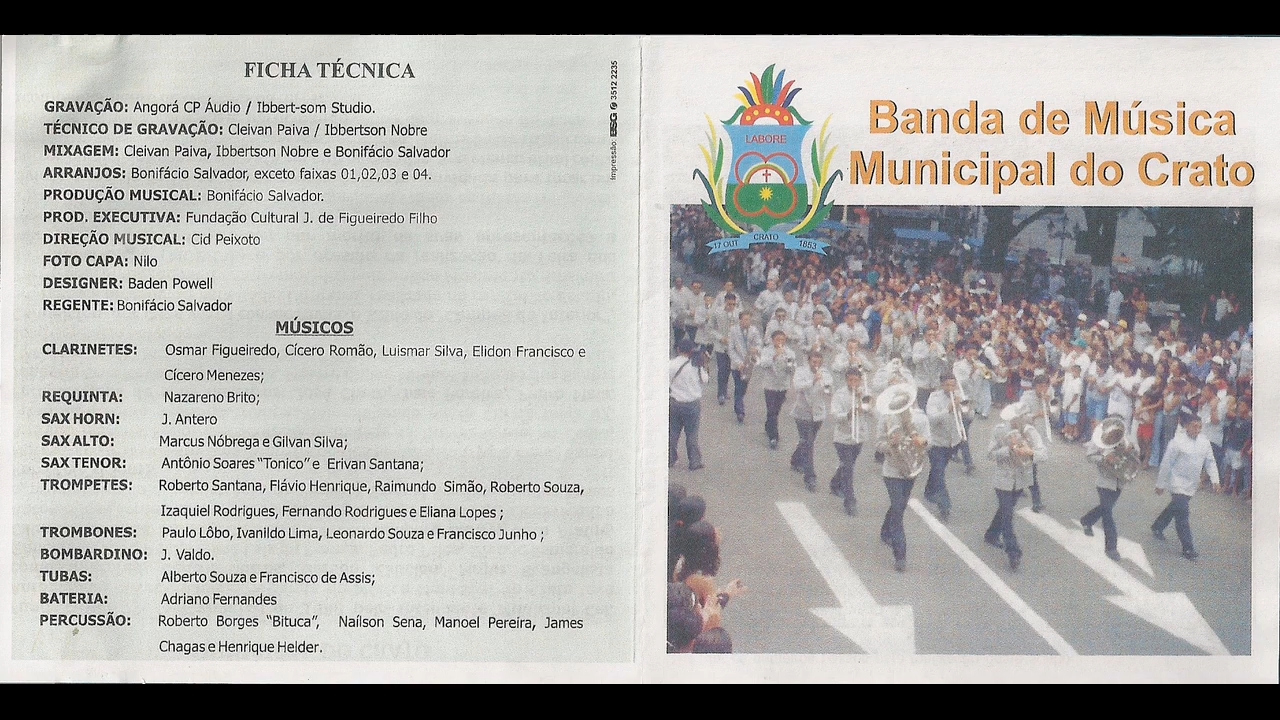 FICHA TÉCNICA
GRAVAÇÃO: Angorá CP Áudio / Ibbert-som Studio.
TÉCNICO DE GRAVAÇÃO: Cleivan Paiva / Ibbertson Nobre
MIXAGEM: Cleivan Paiva, Ibbertson Nobre e Bonifácio Salvador
ARRANJOS: Bonifácio Salvador, exceto faixas 01,02,03 e 04.
PRODUÇÃO MUSICAL: Bonifácio Salvador.
PROD. EXECUTIVA: Fundação Cultural J. de Figueiredo Filho
DIREÇÃO MUSICAL: Cid Peixoto
FOTO CAPA: Nilo
DESIGNER: Baden Powell
REGENTE: Bonifácio Salvador
MÚSICOS
CLARINETES: Osmar Figueiredo, Cícero Romão, Luismar Silva, Elidon Francisco e
Cícero Menezes;
REQUINTA: Nazareno Brito;
SAX HORN: J. Antero
SAX ALTO: Marcus Nóbrega e Gilvan Silva;
SAX TENOR: Antônio Soares "Tonico" e Erivan Santana;
TROMPETES: Roberto Santana, Flávio Henrique, Raimundo Simão, Roberto Souza,
Izaquiel Rodrigues, Fernando Rodrigues e Eliana Lopes ;
TROMBONES: Paulo Lôbo, Ivanildo Lima, Leonardo Souza e Francisco Junho ;
BOMBARDINO: J. Valdo.
TUBAS: Alberto Souza e Francisco de Assis;
BATERIA: Adriano Fernandes
PERCUSSÃO: Roberto Borges "Bituca", Naílson Sena, Manoel Pereira, James
Chagas e Henrique Helder.
Impressão: BSG 3512 2235
Banda de Música
Municipal do Crato
LABORE
17 OUT CRATO 1853